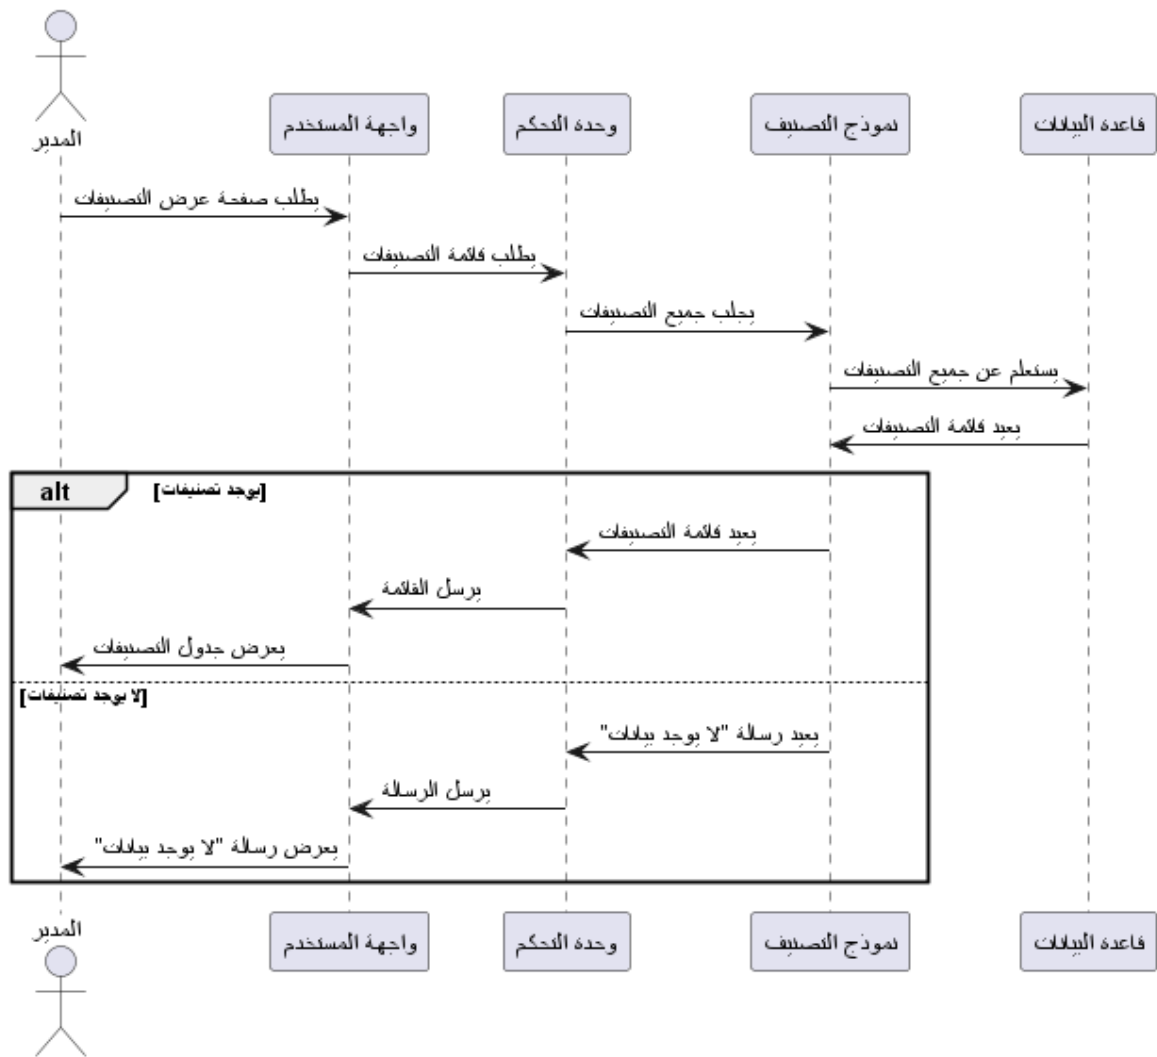 المدير
واجهة المستخدم
وحدة التحكم
نموذج التصنيف
قاعدة البيانات
يطلب صفحة عرض التصنيفات
يطلب قائمة التصنيفات
يجلب جميع التصنيفات
يستعلم عن جميع التصنيفات
يعيد قائمة التصنيفات
alt
[يوجد تصنيفات]
يعيد قائمة التصنيفات
يرسل القائمة
يعرض جدول التصنيفات
[لا يوجد تصنيفات]
يعيد رسالة "لا يوجد بيانات"
يرسل الرسالة
يعرض رسالة "لا يوجد بيانات"
المدير
واجهة المستخدم
وحدة التحكم
نموذج التصنيف
قاعدة البيانات